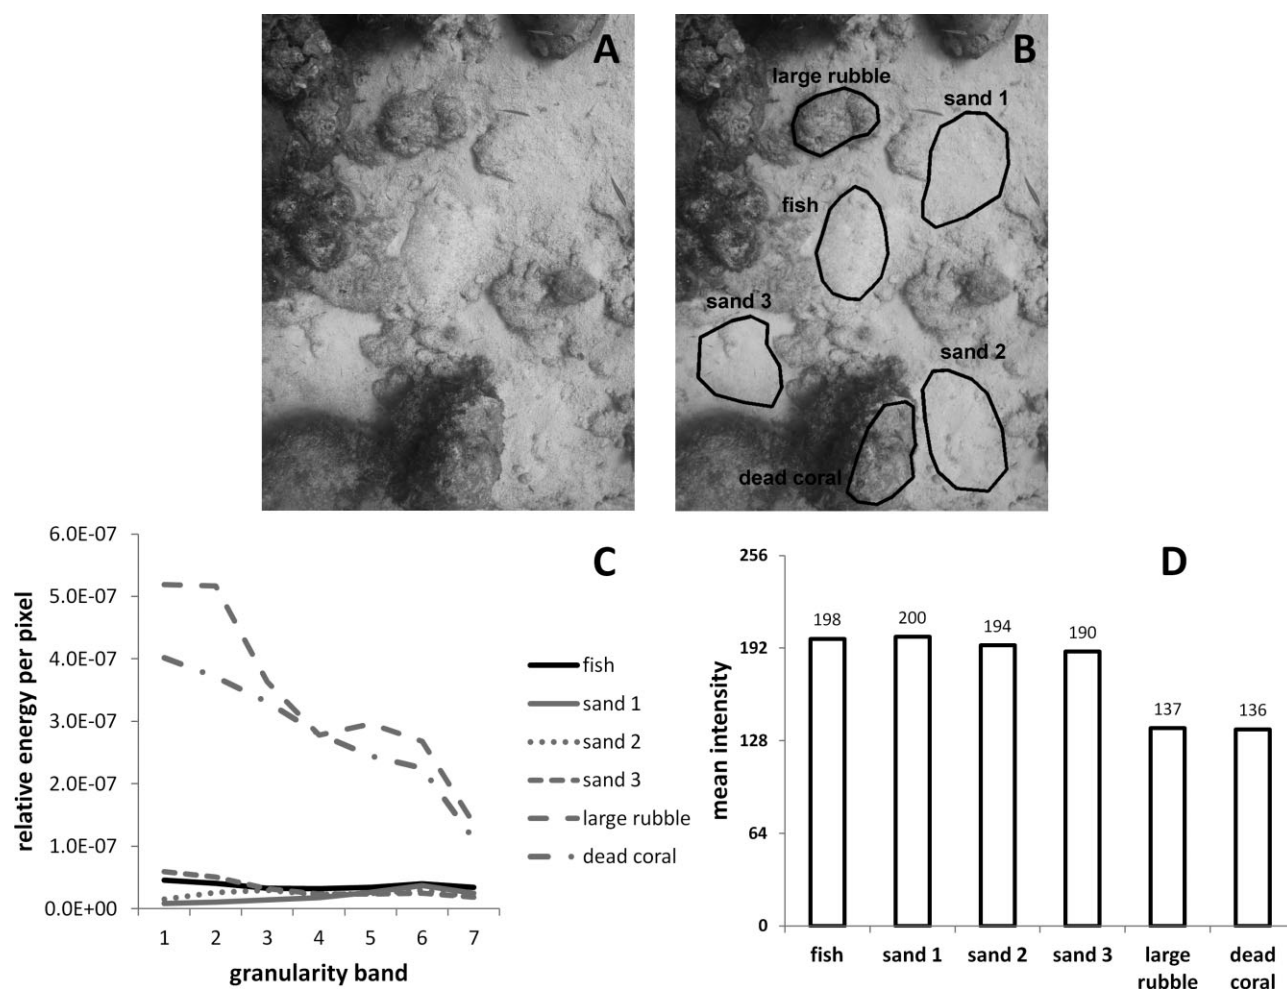 A
B
large rubble
sand 1
fish
sand 3
sand 2
dead coral
C
6.0E-07
5.0E-07
4.0E-07
3.0E-07
2.0E-07
1.0E-07
0.0E+00
relative energy per pixel
1 2 3 4 5 6 7
granularity band
fish
sand 1
sand 2
sand 3
large rubble
dead coral
D
256
192
128
64
0
mean intensity
198 200 194 190 137 136
fish sand 1 sand 2 sand 3 large dead
rubble coral